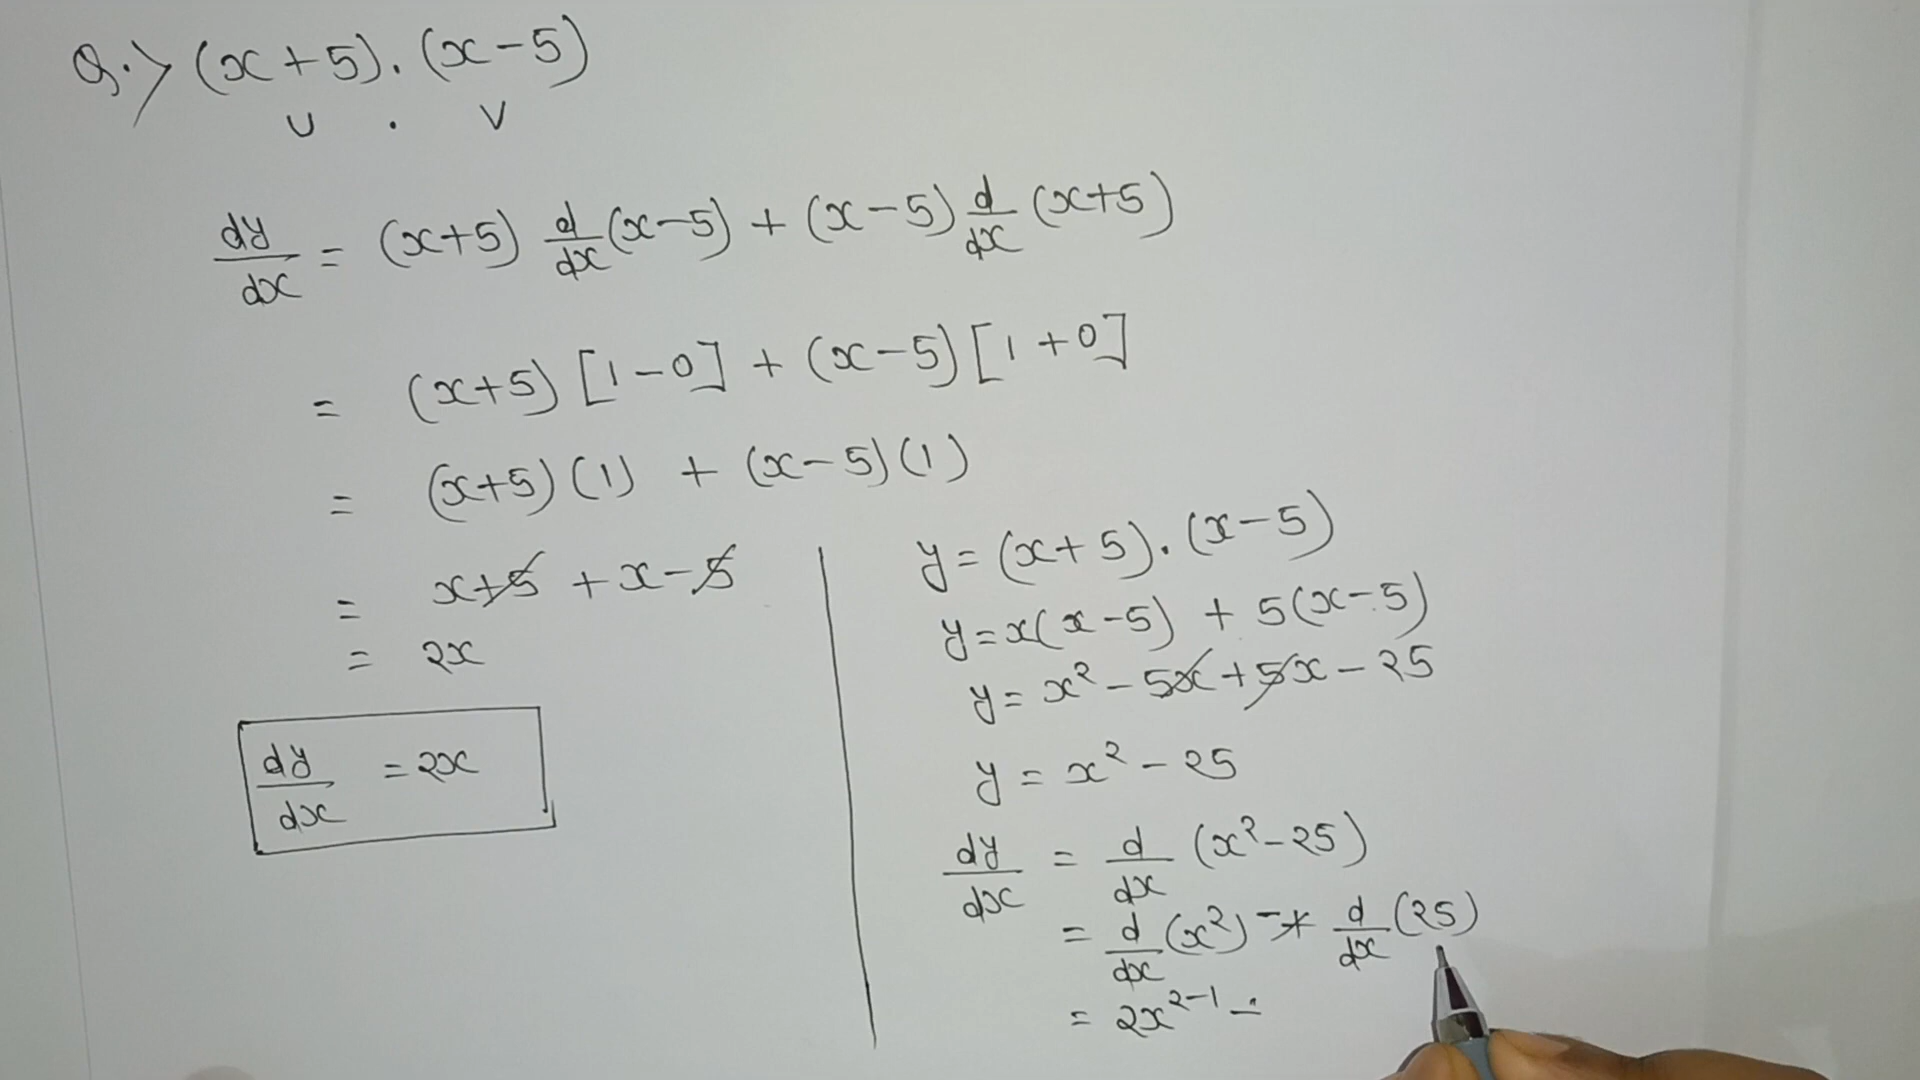 Q.> (x+5).(x-5)
U . V
dy/dx = (x+5) d/dx (x-5) + (x-5) d/dx (x+5)
= (x+5) [1-0] + (x-5) [1+0]
= (x+5) (1) + (x-5) (1)
= x+5 + x-5
= 2x
dy/dx = 2x
y = (x+5).(x-5)
y = x(x-5) + 5(x-5)
y = x² - 5x + 5x - 25
y = x² - 25
dy/dx = d/dx (x²-25)
= d/dx (x²) - d/dx (25)
= 2x²⁻¹ -